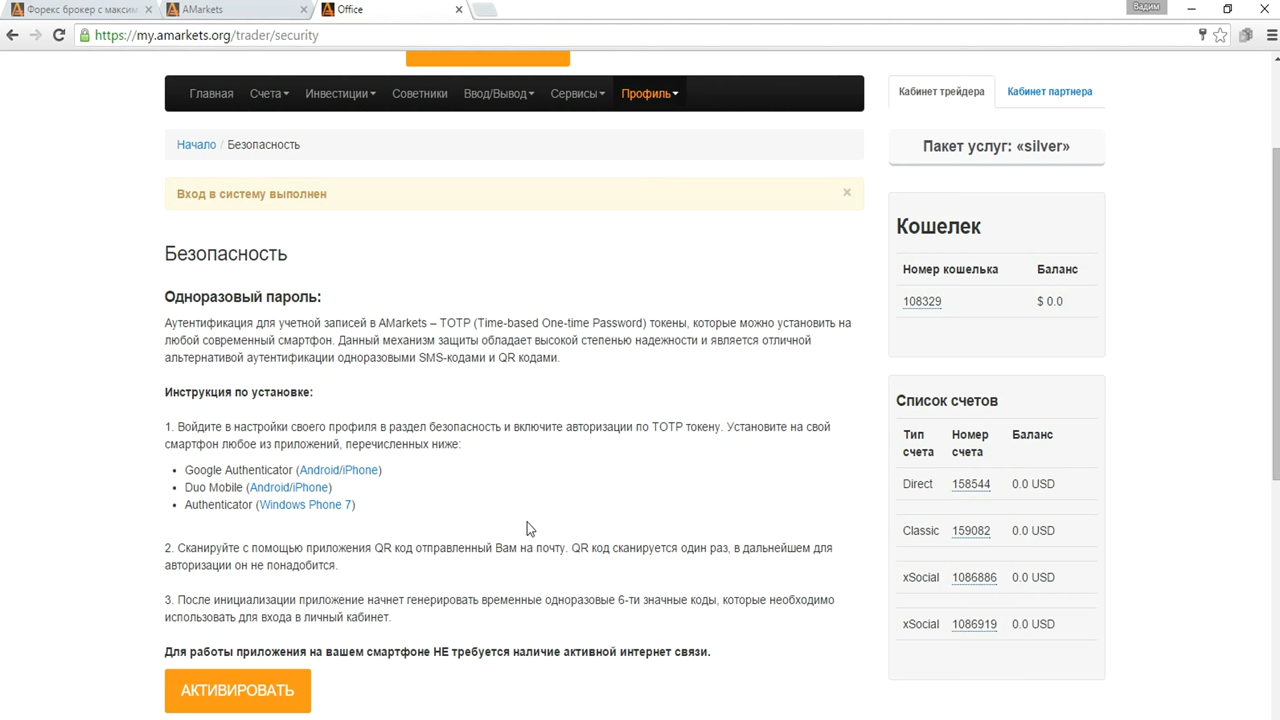 Форекс брокер с максим
AMarkets
Office
Вадим
https://my.amarkets.org/trader/security
Главная Счета Инвестиции Советники Ввод/Вывод Сервисы Профиль
Кабинет трейдера Кабинет партнера
Начало / Безопасность
Пакет услуг: «silver»
Вход в систему выполнен ×
Безопасность
Одноразовый пароль:
Аутентификация для учетной записей в AMarkets – TOTP (Time-based One-time Password) токены, которые можно установить на
любой современный смартфон. Данный механизм защиты обладает высокой степенью надежности и является отличной
альтернативой аутентификации одноразовыми SMS-кодами и QR кодами.
Инструкция по установке:
1. Войдите в настройки своего профиля в раздел безопасность и включите авторизации по TOTP токену. Установите на свой
смартфон любое из приложений, перечисленных ниже:
• Google Authenticator (Android/iPhone)
• Duo Mobile (Android/iPhone)
• Authenticator (Windows Phone 7)
2. Сканируйте с помощью приложения QR код отправленный Вам на почту. QR код сканируется один раз, в дальнейшем для
авторизации он не понадобится.
3. После инициализации приложение начнет генерировать временные одноразовые 6-ти значные коды, которые необходимо
использовать для входа в личный кабинет.
Для работы приложения на вашем смартфоне НЕ требуется наличие активной интернет связи.
АКТИВИРОВАТЬ
Кошелек
Номер кошелька Баланс
108329 $ 0.0
Список счетов
Тип Номер Баланс
счета счета
Direct 158544 0.0 USD
Classic 159082 0.0 USD
xSocial 1086886 0.0 USD
xSocial 1086919 0.0 USD